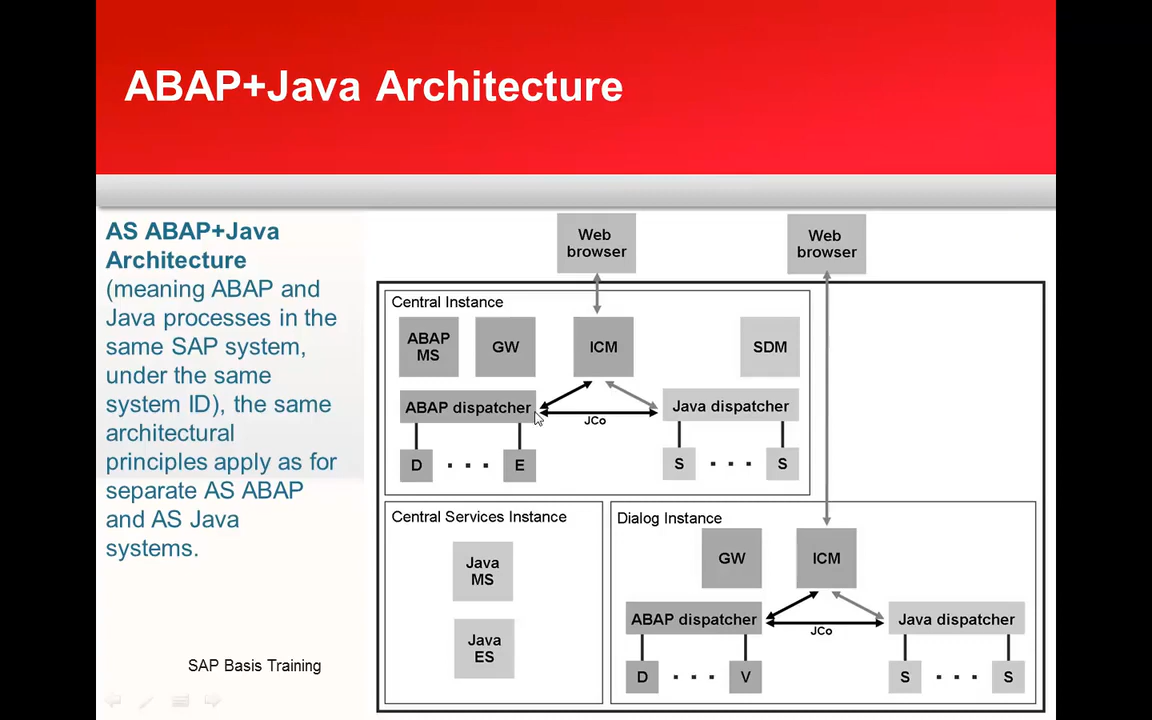 ABAP+Java Architecture
AS ABAP+Java
Architecture
(meaning ABAP and
Java processes in the
same SAP system,
under the same
system ID), the same
architectural
principles apply as for
separate AS ABAP
and AS Java
systems.
SAP Basis Training
Web
browser
Web
browser
Central Instance
ABAP
MS
GW
ICM
SDM
ABAP dispatcher
JCo
Java dispatcher
D
E
S
S
Central Services Instance
Java
MS
Java
ES
Dialog Instance
GW
ICM
ABAP dispatcher
JCo
Java dispatcher
D
V
S
S